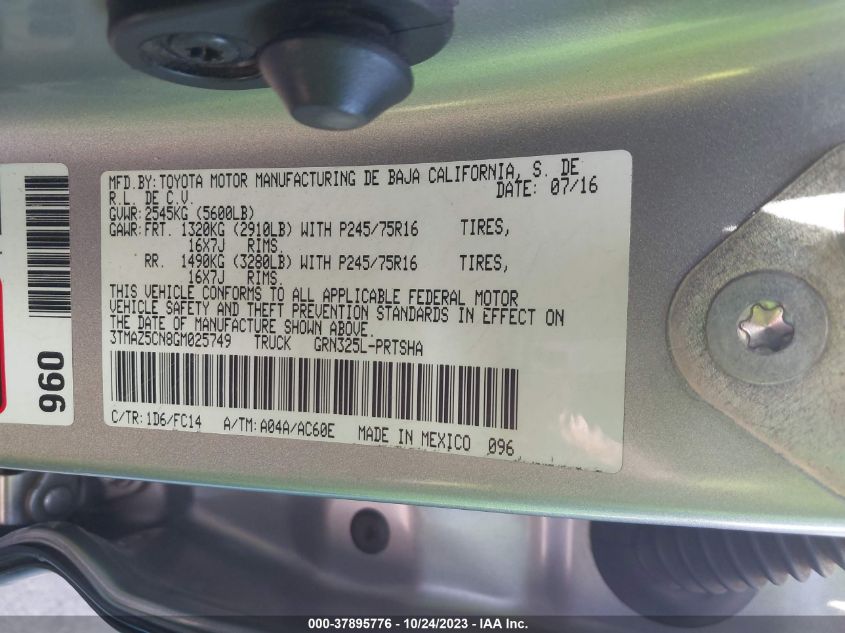 MFD.BY: TOYOTA MOTOR MANUFACTURING DE BAJA CALIFORNIA, S. DE
R.L. DE C.V. DATE: 07/16
GVWR: 2545KG (5600LB)
GAWR: FRT. 1320KG (2910LB) WITH P245/75R16 TIRES,
16X7J RIMS.
RR. 1490KG (3280LB) WITH P245/75R16 TIRES,
16X7J RIMS.
THIS VEHICLE CONFORMS TO ALL APPLICABLE FEDERAL MOTOR
VEHICLE SAFETY AND THEFT PREVENTION STANDARDS IN EFFECT ON
THE DATE OF MANUFACTURE SHOWN ABOVE.
3TMAZ5CN8GM025749 TRUCK GRN325L-PRTSHA
C/TR: 1D6/FC14 A/TM: A04A/AC60E MADE IN MEXICO 096
960
000-37895776 - 10/24/2023 - IAA Inc.